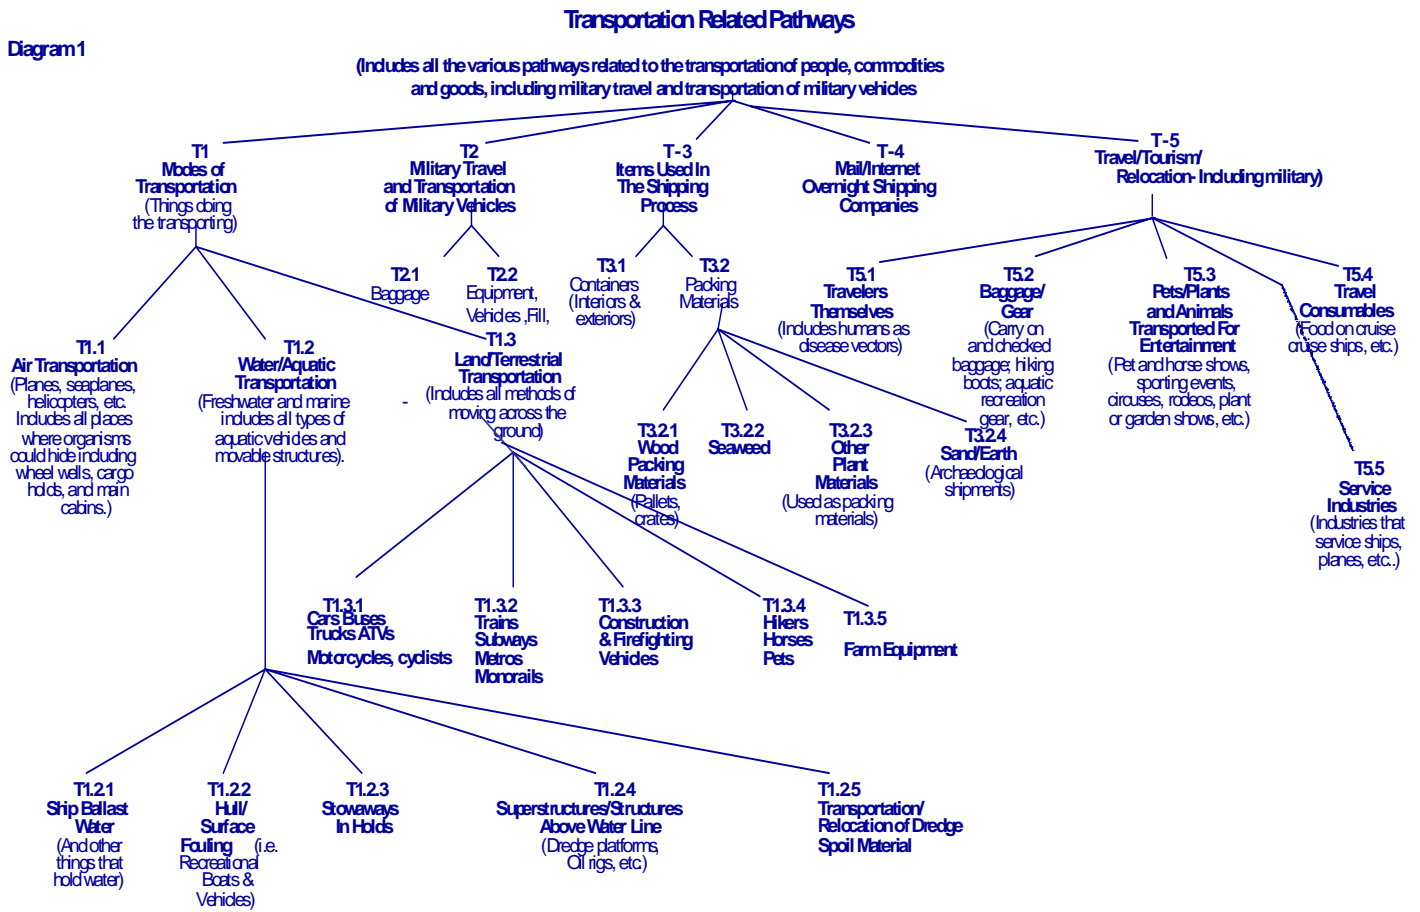 Transportation Related Pathways
Diagram 1
(Includes all the various pathways related to the transportation of people, commodities
and goods, including military travel and transportation of military vehicles
T1
Modes of
Transportation
(Things doing
the transporting)
T2
Military Travel
and Transportation
of Military Vehicles
T-3
Items Used In
The Shipping
Process
T-4
Mail/Internet
Overnight Shipping
Companies
T-5
Travel/Tourism/
Relocation- Including military)
T2.1
Baggage
T2.2
Equipment,
Vehicles ,Fill,
T3.1
Containers
(Interiors &
exteriors)
T3.2
Packing
Materials
T5.1
Travelers
Themselves
(Includes humans as
disease vectors)
T5.2
Baggage/
Gear
(Carry on
and checked
baggage; hiking
boots; aquatic
recreation
gear, etc.)
T5.3
Pets/Plants
and Animals
Transported For
Entertainment
(Pet and horse shows,
sporting events,
circuses, rodeos, plant
or garden shows, etc.)
T5.4
Travel
Consumables
(Food on cruise
cruise ships, etc.)
T1.1
Air Transportation
(Planes, seaplanes,
helicopters, etc.
Includes all places
where organisms
could hide including
wheel wells, cargo
holds, and main
cabins.)
T1.2
Water/Aquatic
Transportation
(Freshwater and marine
includes all types of
aquatic vehicles and
movable structures).
-
T1.3
Land/Terrestrial
Transportation
(Includes all methods of
moving across the
ground)
T3.2.1
Wood
Packing
Materials
(Pallets,
crates)
T3.2.2
Seaweed
T3.2.3
Other
Plant
Materials
(Used as packing
materials)
T3.2.4
Sand/Earth
(Archaeological
shipments)
T5.5
Service
Industries
(Industries that
service ships,
planes, etc..)
T1.3.1
Cars Buses
Trucks ATVs
Motorcycles, cyclists
T1.3.2
Trains
Subways
Metros
Monorails
T1.3.3
Construction
& Firefighting
Vehicles
T1.3.4
Hikers
Horses
Pets
T1.3.5
Farm Equipment
T1.2.1
Ship Ballast
Water
(And other
things that
hold water)
T1.2.2
Hull/
Surface
Fouling (i.e.
Recreational
Boats &
Vehicles)
T1.2.3
Stowaways
In Holds
T1.2.4
Superstructures/Structures
Above Water Line
(Dredge platforms,
Oil rigs, etc.)
T1.2.5
Transportation/
Relocation of Dredge
Spoil Material